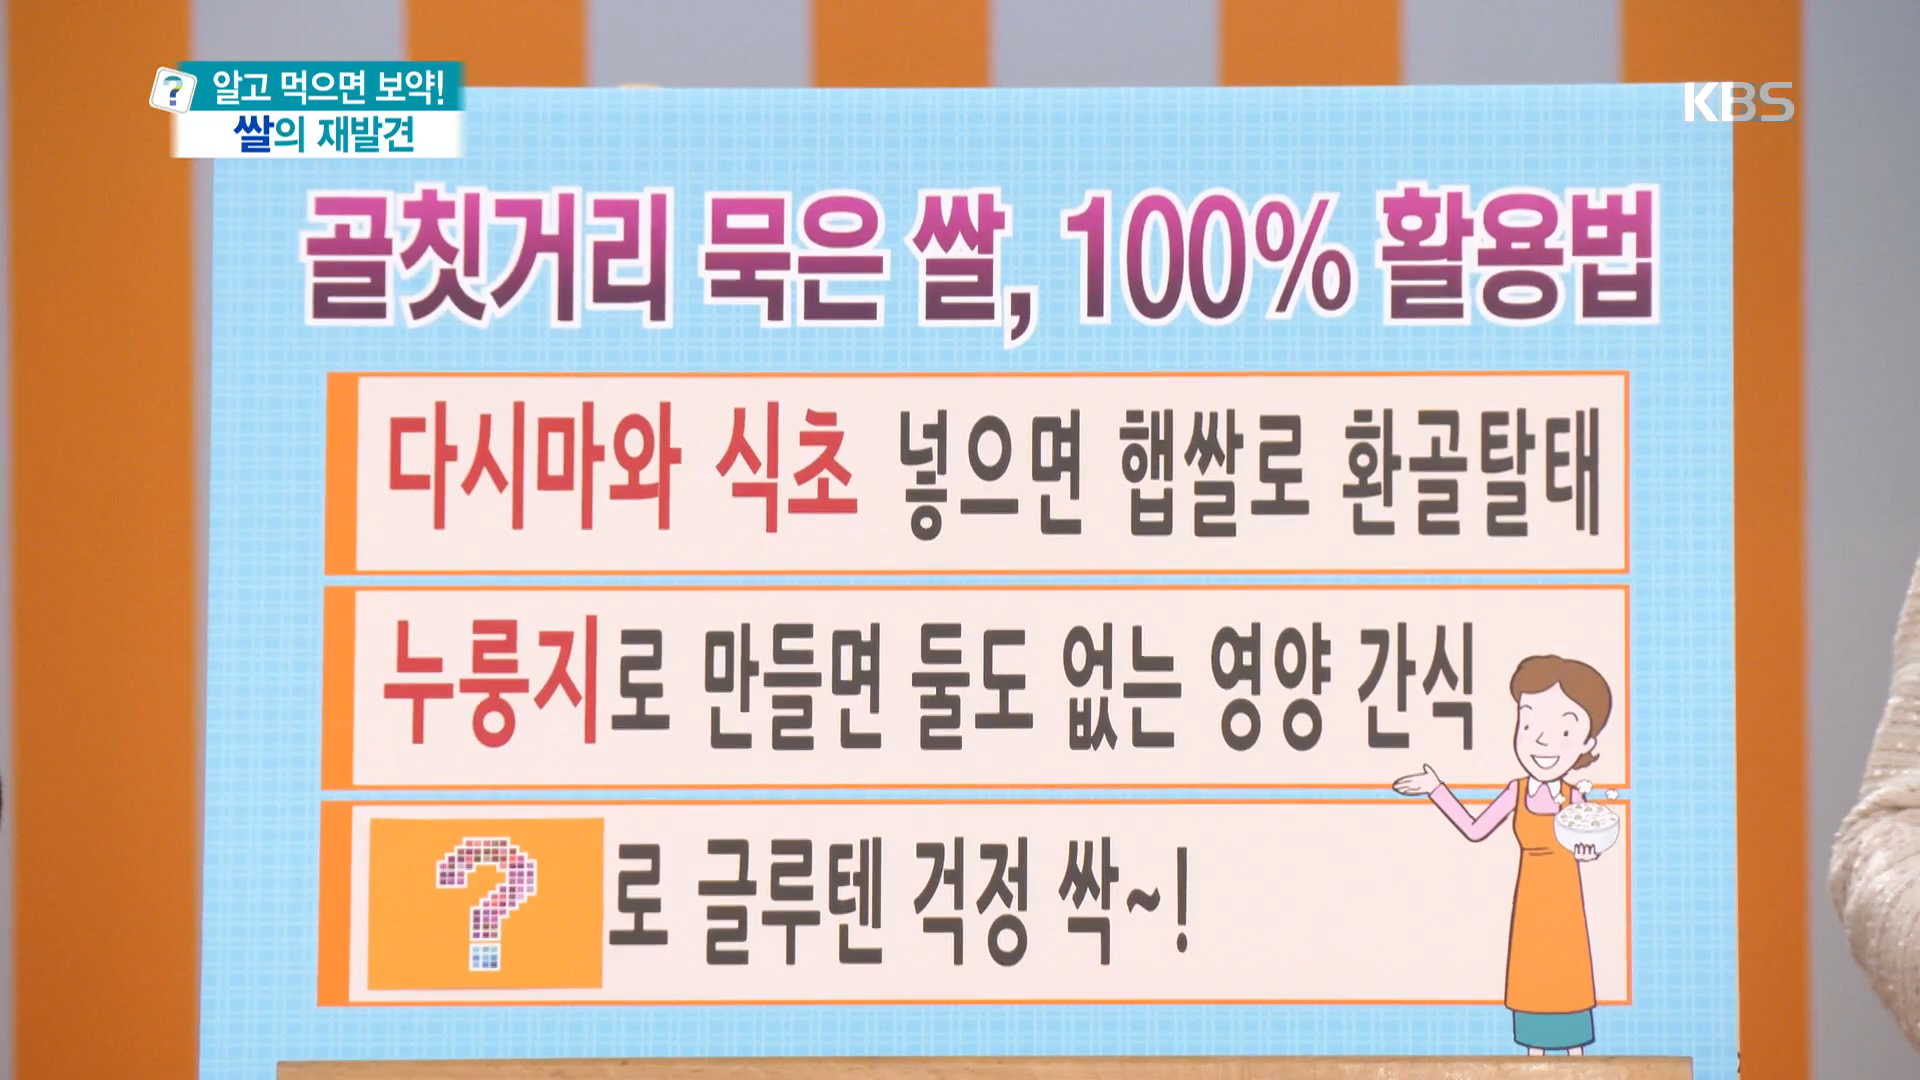 알고 먹으면 보약!
쌀의 재발견
KBS
골칫거리 묵은 쌀, 100% 활용법
다시마와 식초 넣으면 햅쌀로 환골탈태
누룽지로 만들면 둘도 없는 영양 간식
?로 글루텐 걱정 싹~!